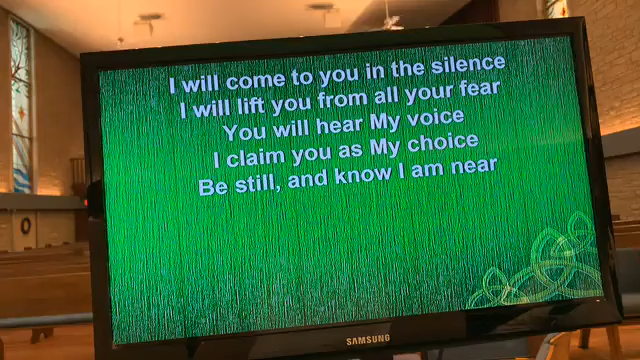 I will come to you in the silence
I will lift you from all your fear
You will hear My voice
I claim you as My choice
Be still, and know I am near
SAMSUNG